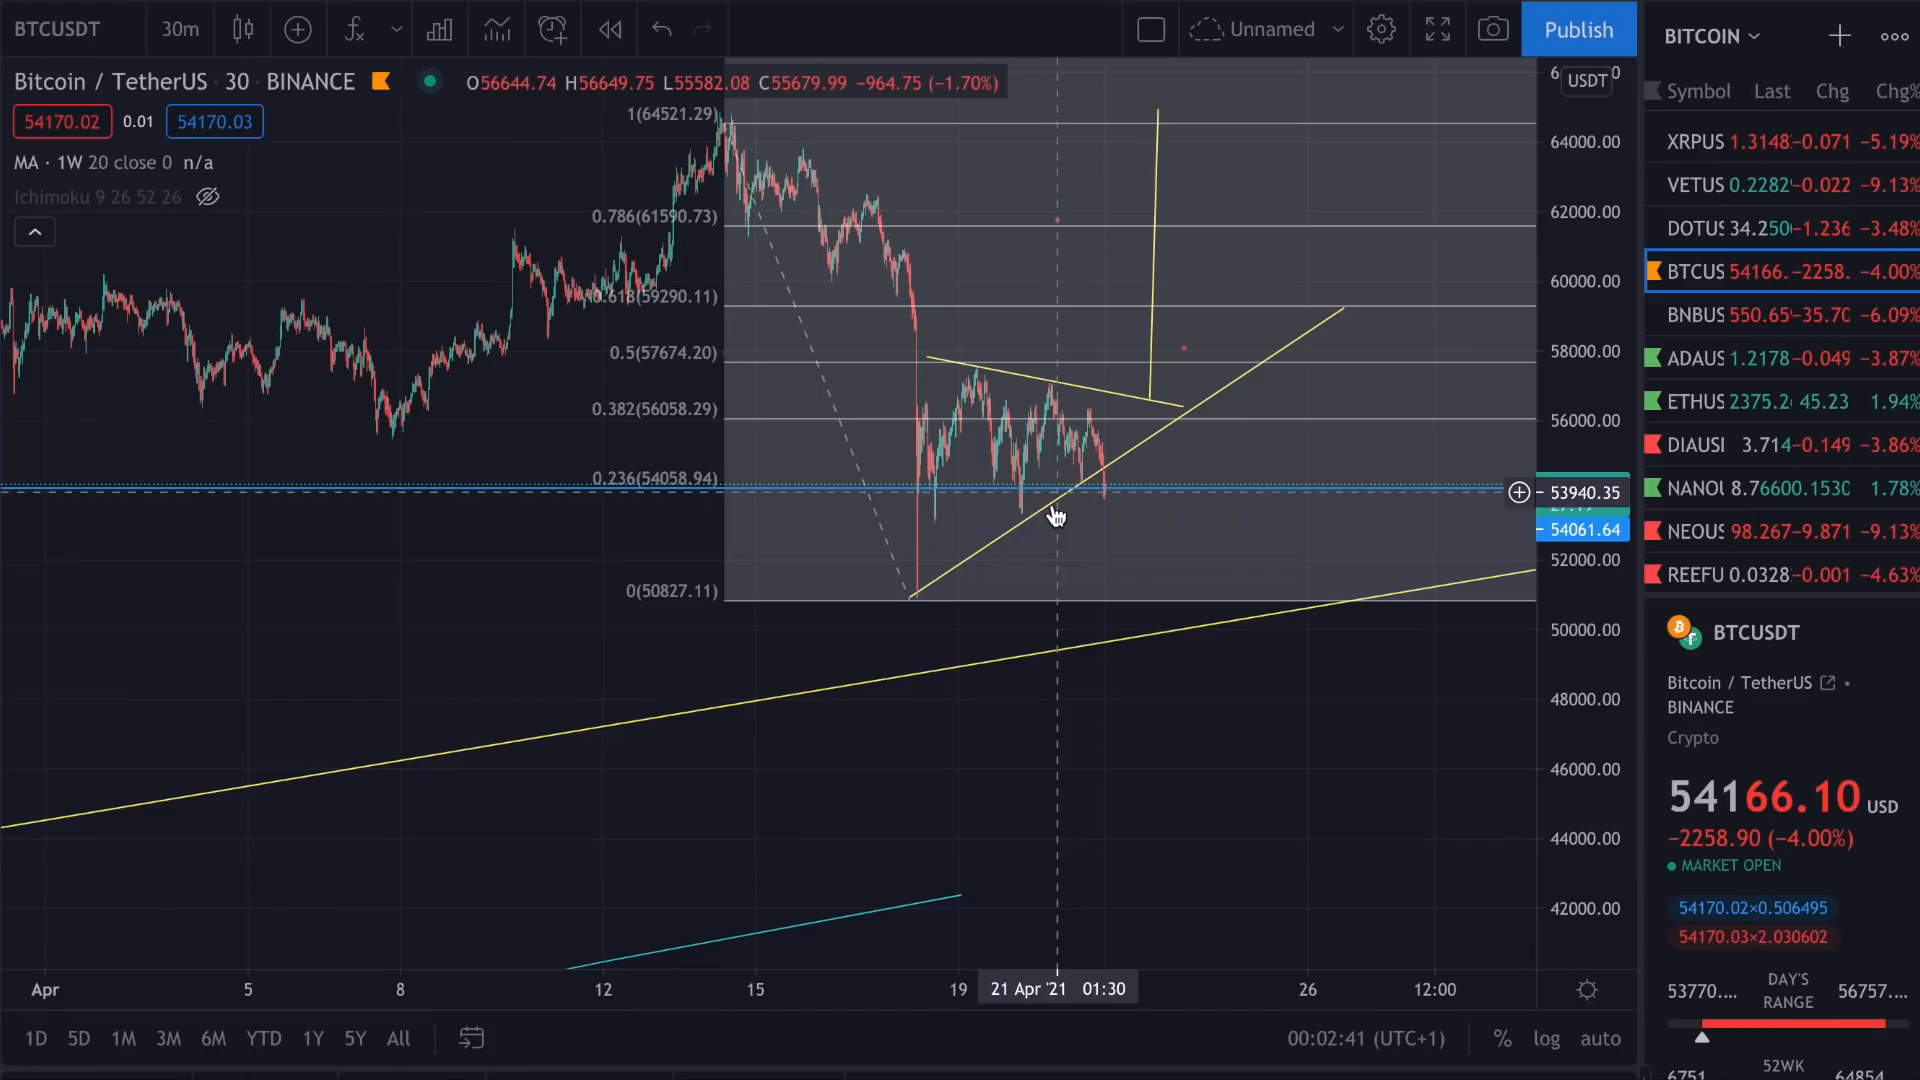 BTCUSDT 30m Unnamed Publish
Bitcoin / TetherUS · 30 · BINANCE O56644.74 H56649.75 L55582.08 C55679.99 -964.75 (-1.70%)
54170.02 0.01 54170.03
MA · 1W 20 close 0 n/a
Ichimoku 9 26 52 26
1(64521.29)
0.786(61590.73)
0.618(59290.11)
0.5(57674.20)
0.382(56058.29)
0.236(54058.94)
0(50827.11)
USDT
64000.00
62000.00
60000.00
58000.00
56000.00
53940.35
54061.64
52000.00
50000.00
48000.00
46000.00
44000.00
42000.00
Apr 5 8 12 15 19 21 Apr '21 01:30 26 12:00
1D 5D 1M 3M 6M YTD 1Y 5Y All 00:02:41 (UTC+1) % log auto
BITCOIN
Symbol Last Chg Chg%
XRPUS 1.3148 -0.071 -5.19%
VETUS 0.2282 -0.022 -9.13%
DOTUS 34.250 -1.236 -3.48%
BTCUS 54166. -2258. -4.00%
BNBUS 550.65 -35.70 -6.09%
ADAUS 1.2178 -0.049 -3.87%
ETHUS 2375.2 45.23 1.94%
DIAUSI 3.714 -0.149 -3.86%
NANOU 8.7660 0.1530 1.78%
NEOUS 98.267 -9.871 -9.13%
REEFU 0.0328 -0.001 -4.63%
BTCUSDT
Bitcoin / TetherUS
BINANCE
Crypto
54166.10 USD
-2258.90 (-4.00%)
MARKET OPEN
54170.02×0.506495
54170.03×2.030602
53770.... DAY'S RANGE 56757....
52WK